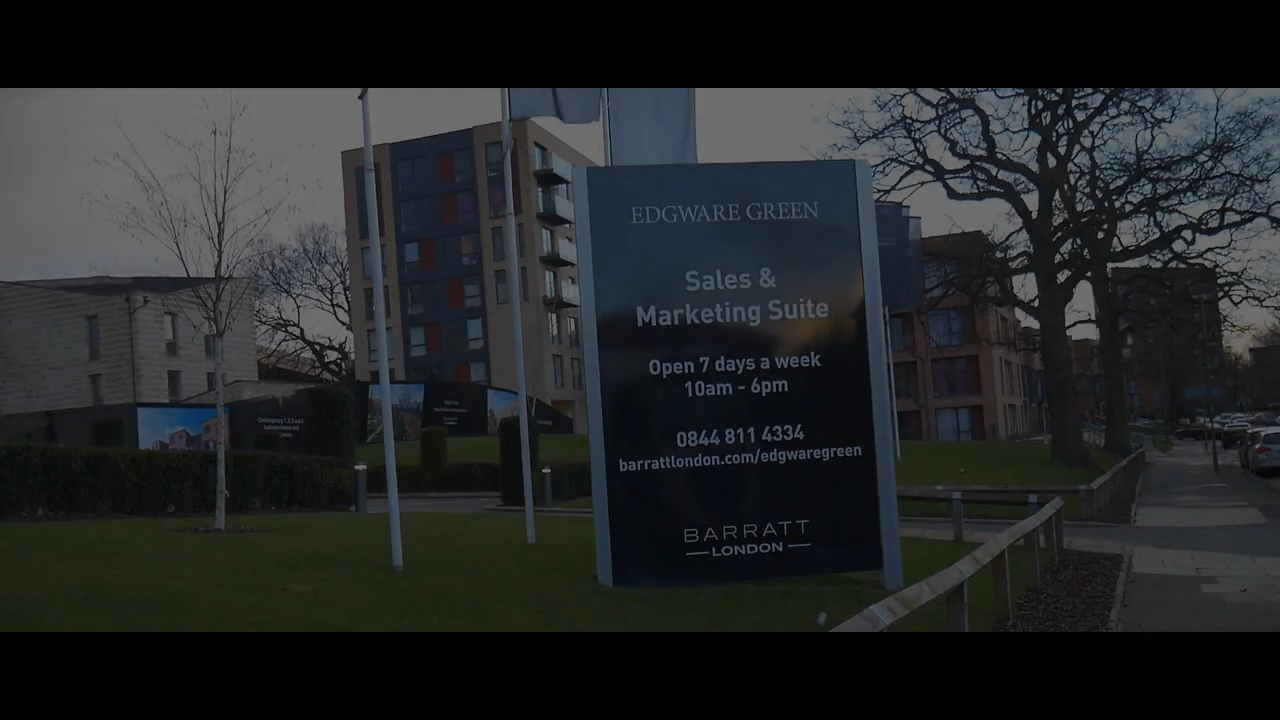 EDGWARE GREEN
Sales &
Marketing Suite
Open 7 days a week
10am - 6pm
0844 811 4334
barrattlondon.com/edgwaregreen
BARRATT
LONDON